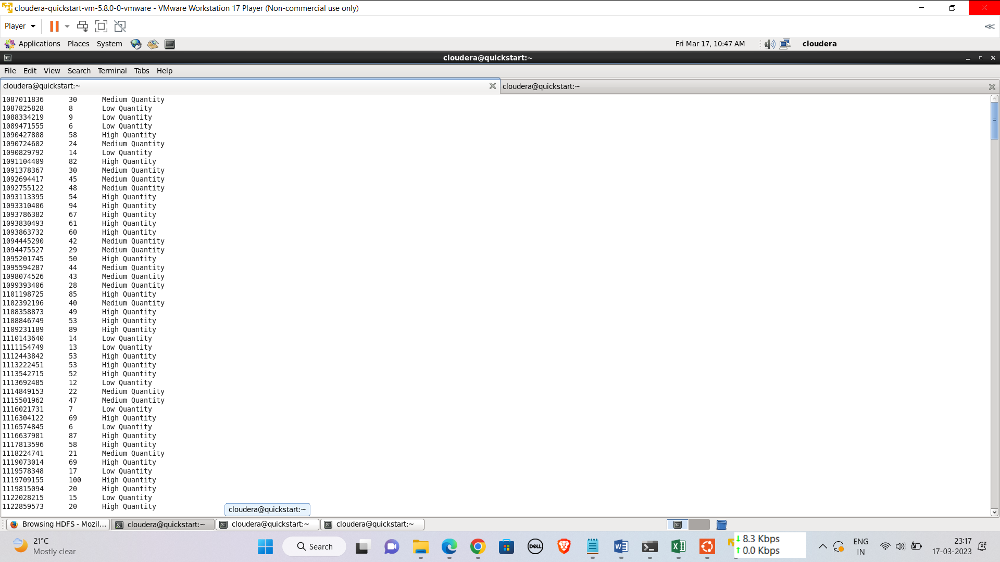 cloudera-quickstart-vm-5.8.0-0-vmware - VMware Workstation 17 Player (Non-commercial use only)
Player
Applications Places System Fri Mar 17, 10:47 AM cloudera
cloudera@quickstart:~
File Edit View Search Terminal Tabs Help
cloudera@quickstart:~ cloudera@quickstart:~
1087011836 30 Medium Quantity
1087825828 8 Low Quantity
1088334219 9 Low Quantity
1089471555 6 Low Quantity
1090427808 58 High Quantity
1090724602 24 Medium Quantity
1090829792 14 Low Quantity
1091104409 82 High Quantity
1091378367 30 Medium Quantity
1092694417 45 Medium Quantity
1092755122 48 Medium Quantity
1093113395 54 High Quantity
1093310406 94 High Quantity
1093786382 67 High Quantity
1093830493 61 High Quantity
1093863732 60 High Quantity
1094445290 42 Medium Quantity
1094475527 29 Medium Quantity
1095201745 50 High Quantity
1095594287 44 Medium Quantity
1098074526 43 Medium Quantity
1099393406 28 Medium Quantity
1101198725 85 High Quantity
1102392196 40 Medium Quantity
1108358873 49 High Quantity
1108846749 53 High Quantity
1109231189 89 High Quantity
1110143640 14 Low Quantity
1111154749 13 Low Quantity
1112443842 53 High Quantity
1113222451 53 High Quantity
1113542715 52 High Quantity
1113692485 12 Low Quantity
1114849153 22 Medium Quantity
1115501962 47 Medium Quantity
1116021731 7 Low Quantity
1116304122 69 High Quantity
1116574845 6 Low Quantity
1116637981 87 High Quantity
1117813596 58 High Quantity
1118224741 21 Medium Quantity
1119073014 69 High Quantity
1119578348 17 Low Quantity
1119709155 100 High Quantity
1119815094 20 High Quantity
1122028215 15 Low Quantity
1122859573 20 High Quantity
cloudera@quickstart:~
Browsing HDFS - Mozil... cloudera@quickstart:~ cloudera@quickstart:~ cloudera@quickstart:~
21°C
Mostly clear
Search
DELL
8.3 Kbps
0.0 Kbps
ENG
IN
23:17
17-03-2023